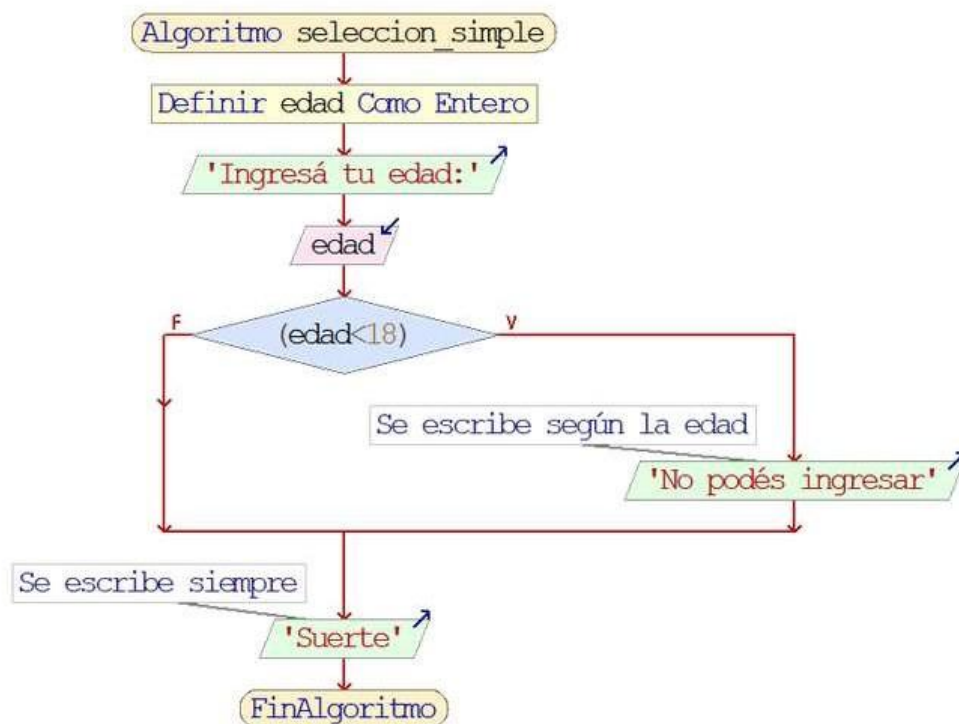 Algoritmo seleccion_simple
Definir edad Como Entero
'Ingresá tu edad:'
edad
F
(edad<18)
V
Se escribe según la edad
'No podés ingresar'
Se escribe siempre
'Suerte'
FinAlgoritmo